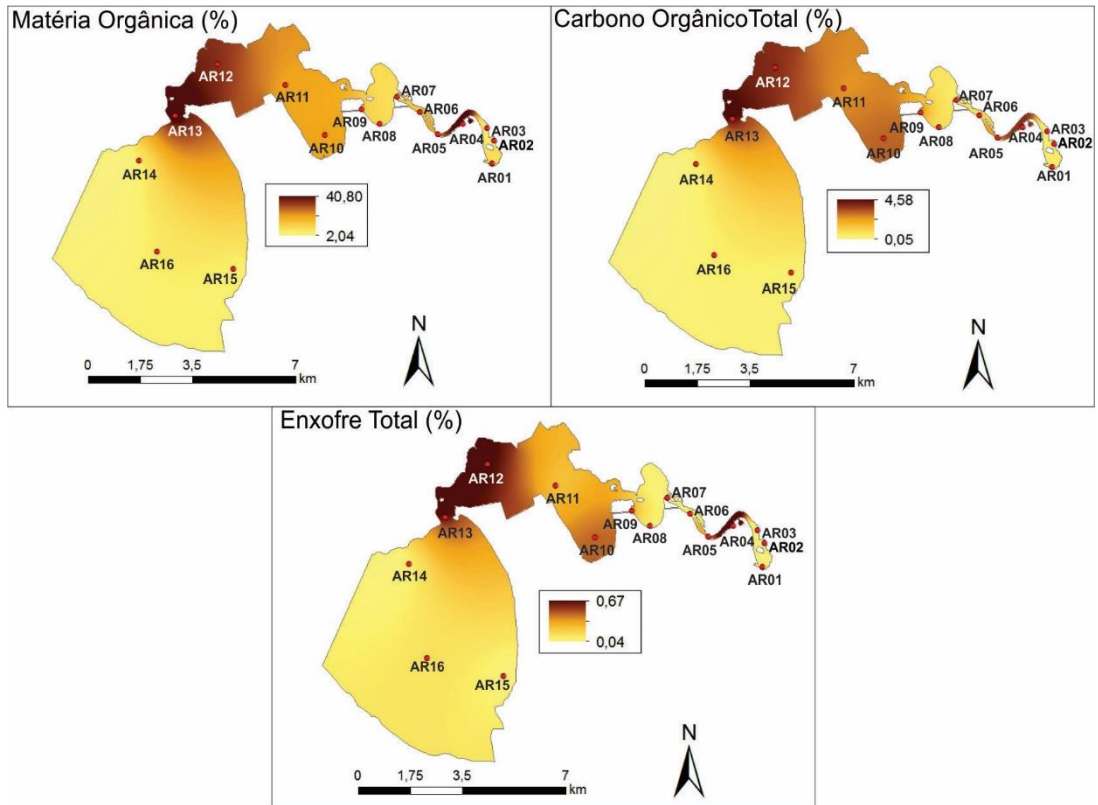 Matéria Orgânica (%)
AR12
AR11
AR07
AR06
AR13
AR09
AR08
AR10
AR05
AR04
AR03
AR02
AR01
AR14
AR16
AR15
40,80
2,04
N
0
1,75
3,5
7
km
Carbono OrgânicoTotal (%)
AR12
AR11
AR07
AR06
AR13
AR09
AR08
AR10
AR05
AR04
AR03
AR02
AR01
AR14
AR16
AR15
4,58
0,05
N
0
1,75
3,5
7
km
Enxofre Total (%)
AR12
AR11
AR07
AR06
AR13
AR09
AR08
AR10
AR05
AR04
AR03
AR02
AR01
AR14
AR16
AR15
0,67
0,04
N
0
1,75
3,5
7
km